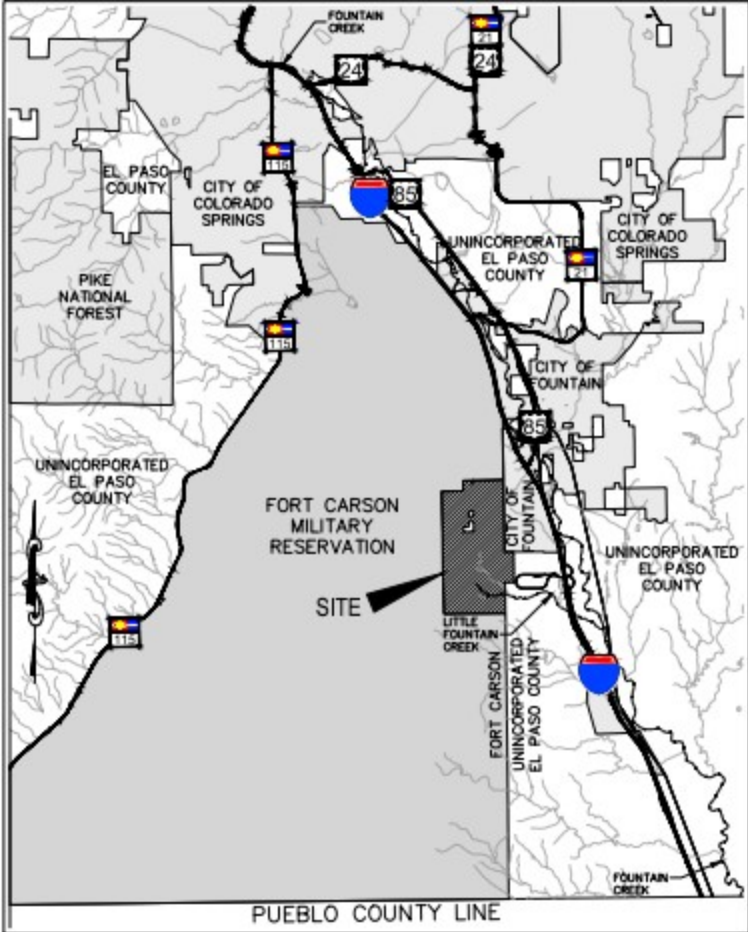 FOUNTAIN
CREEK
21
24
24
115
EL PASO
COUNTY
CITY OF
COLORADO
SPRINGS
85
UNINCORPORATED
EL PASO
COUNTY
CITY OF
COLORADO
SPRINGS
21
PIKE
NATIONAL
FOREST
115
CITY OF
FOUNTAIN
85
UNINCORPORATED
EL PASO
COUNTY
FORT CARSON
MILITARY
RESERVATION
CITY OF
FOUNTAIN
UNINCORPORATED
EL PASO
COUNTY
SITE
LITTLE
FOUNTAIN
CREEK
115
FORT CARSON
UNINCORPORATED
EL PASO COUNTY
FOUNTAIN
CREEK
PUEBLO COUNTY LINE